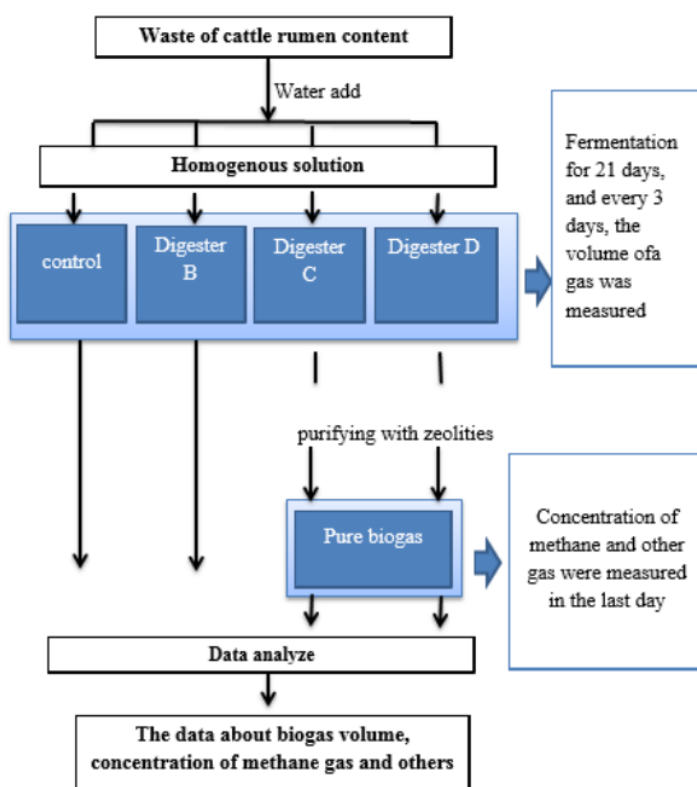 Waste of cattle rumen content
Water add
Homogenous solution
control
Digester
B
Digester
C
Digester D
Fermentation
for 21 days,
and every 3
days, the
volume ofa
gas was
measured
purifying with zeolities
Pure biogas
Concentration of
methane and other
gas were measured
in the last day
Data analyze
The data about biogas volume,
concentration of methane gas and others